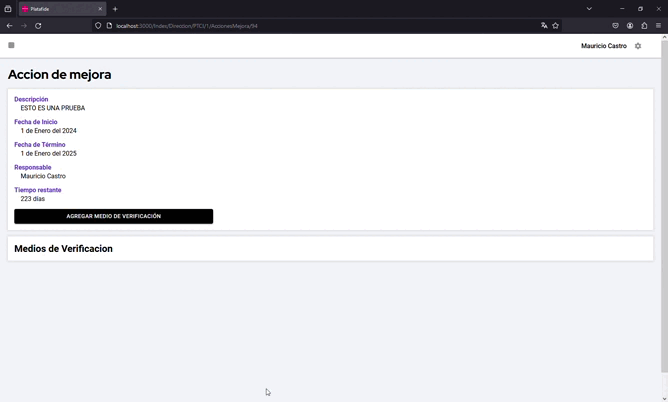 Platafide
localhost:3000/Index/Direccion/PTCI/1/AccionesMejora/94
Mauricio Castro
Accion de mejora
Descripción
ESTO ES UNA PRUEBA
Fecha de Inicio
1 de Enero del 2024
Fecha de Término
1 de Enero del 2025
Responsable
Mauricio Castro
Tiempo restante
223 días
AGREGAR MEDIO DE VERIFICACIÓN
Medios de Verificacion